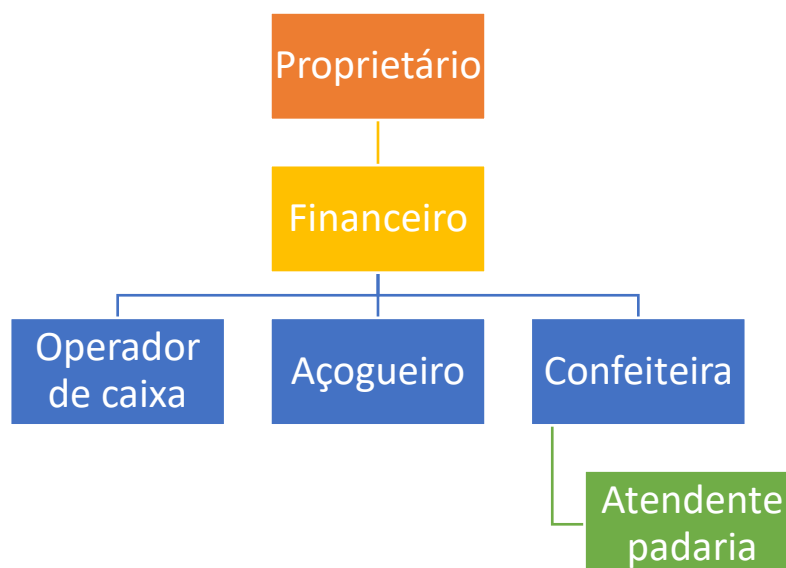 Proprietário
Financeiro
Operador
de caixa
Açogueiro
Confeiteira
Atendente
padaria